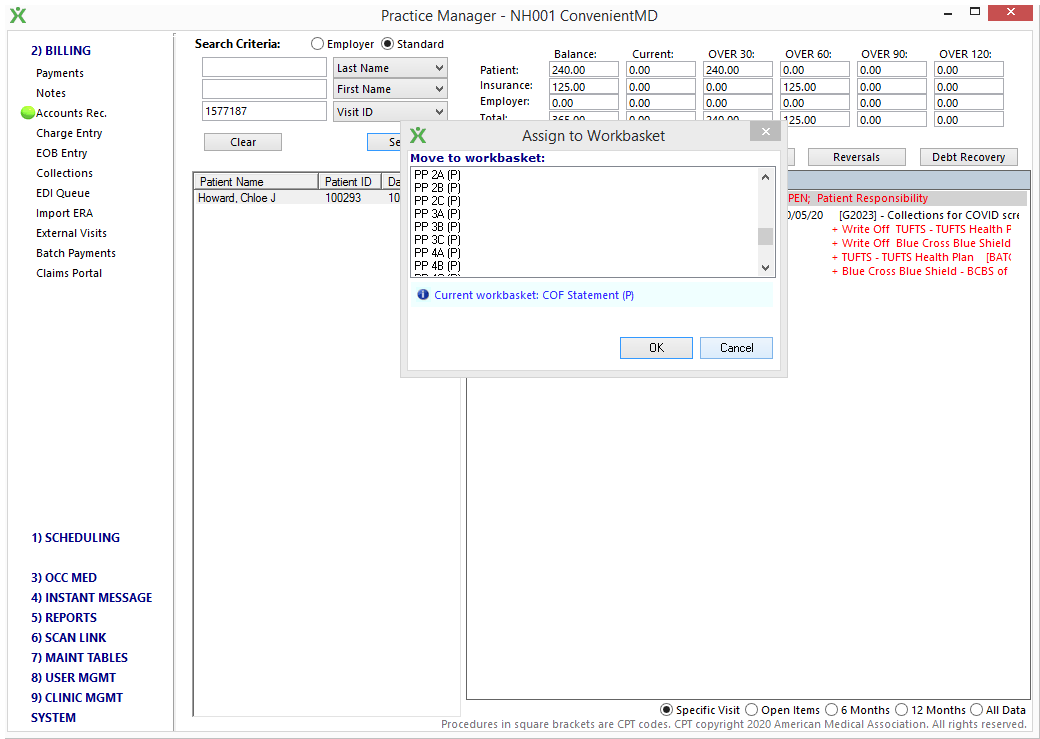 Practice Manager - NH001 ConvenientMD
2) BILLING
Payments
Notes
Accounts Rec.
Charge Entry
EOB Entry
Collections
EDI Queue
Import ERA
External Visits
Batch Payments
Claims Portal
1) SCHEDULING
3) OCC MED
4) INSTANT MESSAGE
5) REPORTS
6) SCAN LINK
7) MAINT TABLES
8) USER MGMT
9) CLINIC MGMT
SYSTEM
Search Criteria: Employer Standard
Last Name
First Name
1577187 Visit ID
Clear Se
Balance: Current: OVER 30: OVER 60: OVER 90: OVER 120:
Patient: 240.00 0.00 240.00 0.00 0.00 0.00
Insurance: 125.00 0.00 0.00 125.00 0.00 0.00
Employer: 0.00 0.00 0.00 0.00 0.00 0.00
Total: 365.00 0.00 240.00 125.00 0.00 0.00
Reversals Debt Recovery
Patient Name Patient ID Da
Howard, Chloe J 100293 10
PEN; Patient Responsibility
0/05/20 [G2023] - Collections for COVID scre
+ Write Off TUFTS - TUFTS Health P
+ Write Off Blue Cross Blue Shield
+ TUFTS - TUFTS Health Plan [BATC
+ Blue Cross Blue Shield - BCBS of
Assign to Workbasket
Move to workbasket:
PP 2A (P)
PP 2B (P)
PP 2C (P)
PP 3A (P)
PP 3B (P)
PP 3C (P)
PP 4A (P)
PP 4B (P)
PP 4C (P)
Current workbasket: COF Statement (P)
OK Cancel
Specific Visit Open Items 6 Months 12 Months All Data
Procedures in square brackets are CPT codes. CPT copyright 2020 American Medical Association. All rights reserved.